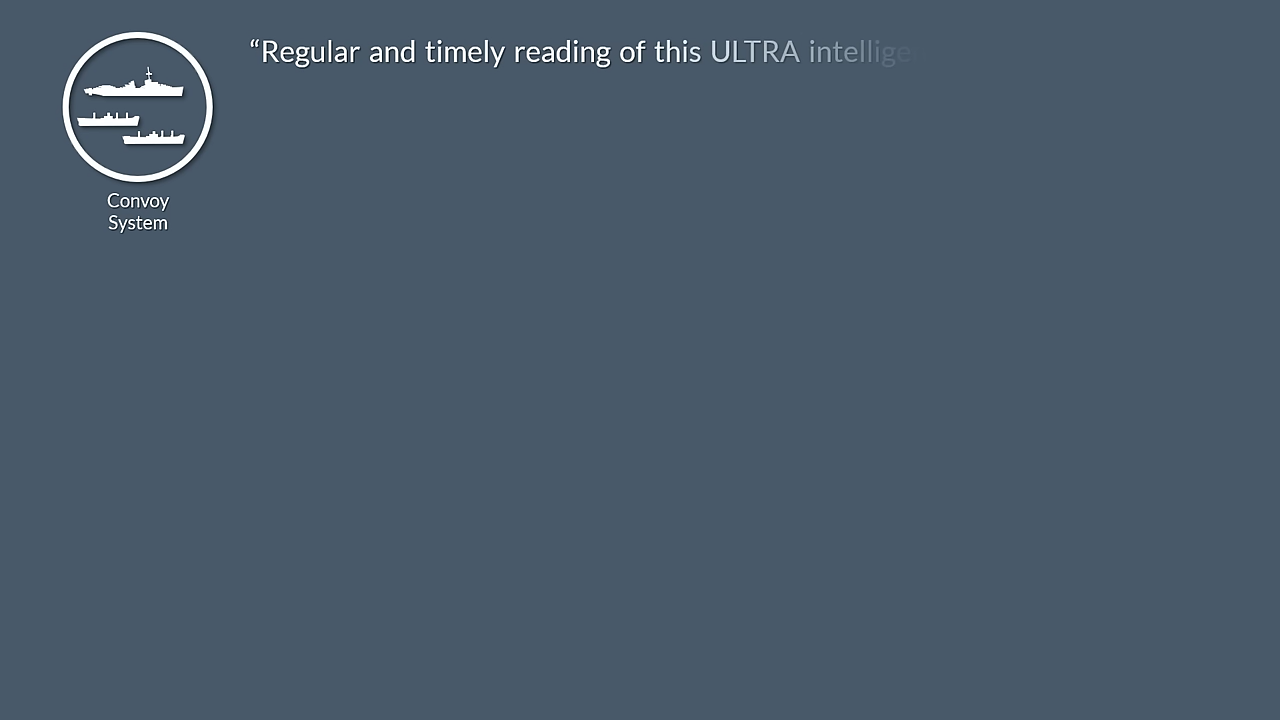 “Regular and timely reading of this ULTRA
Convoy
System